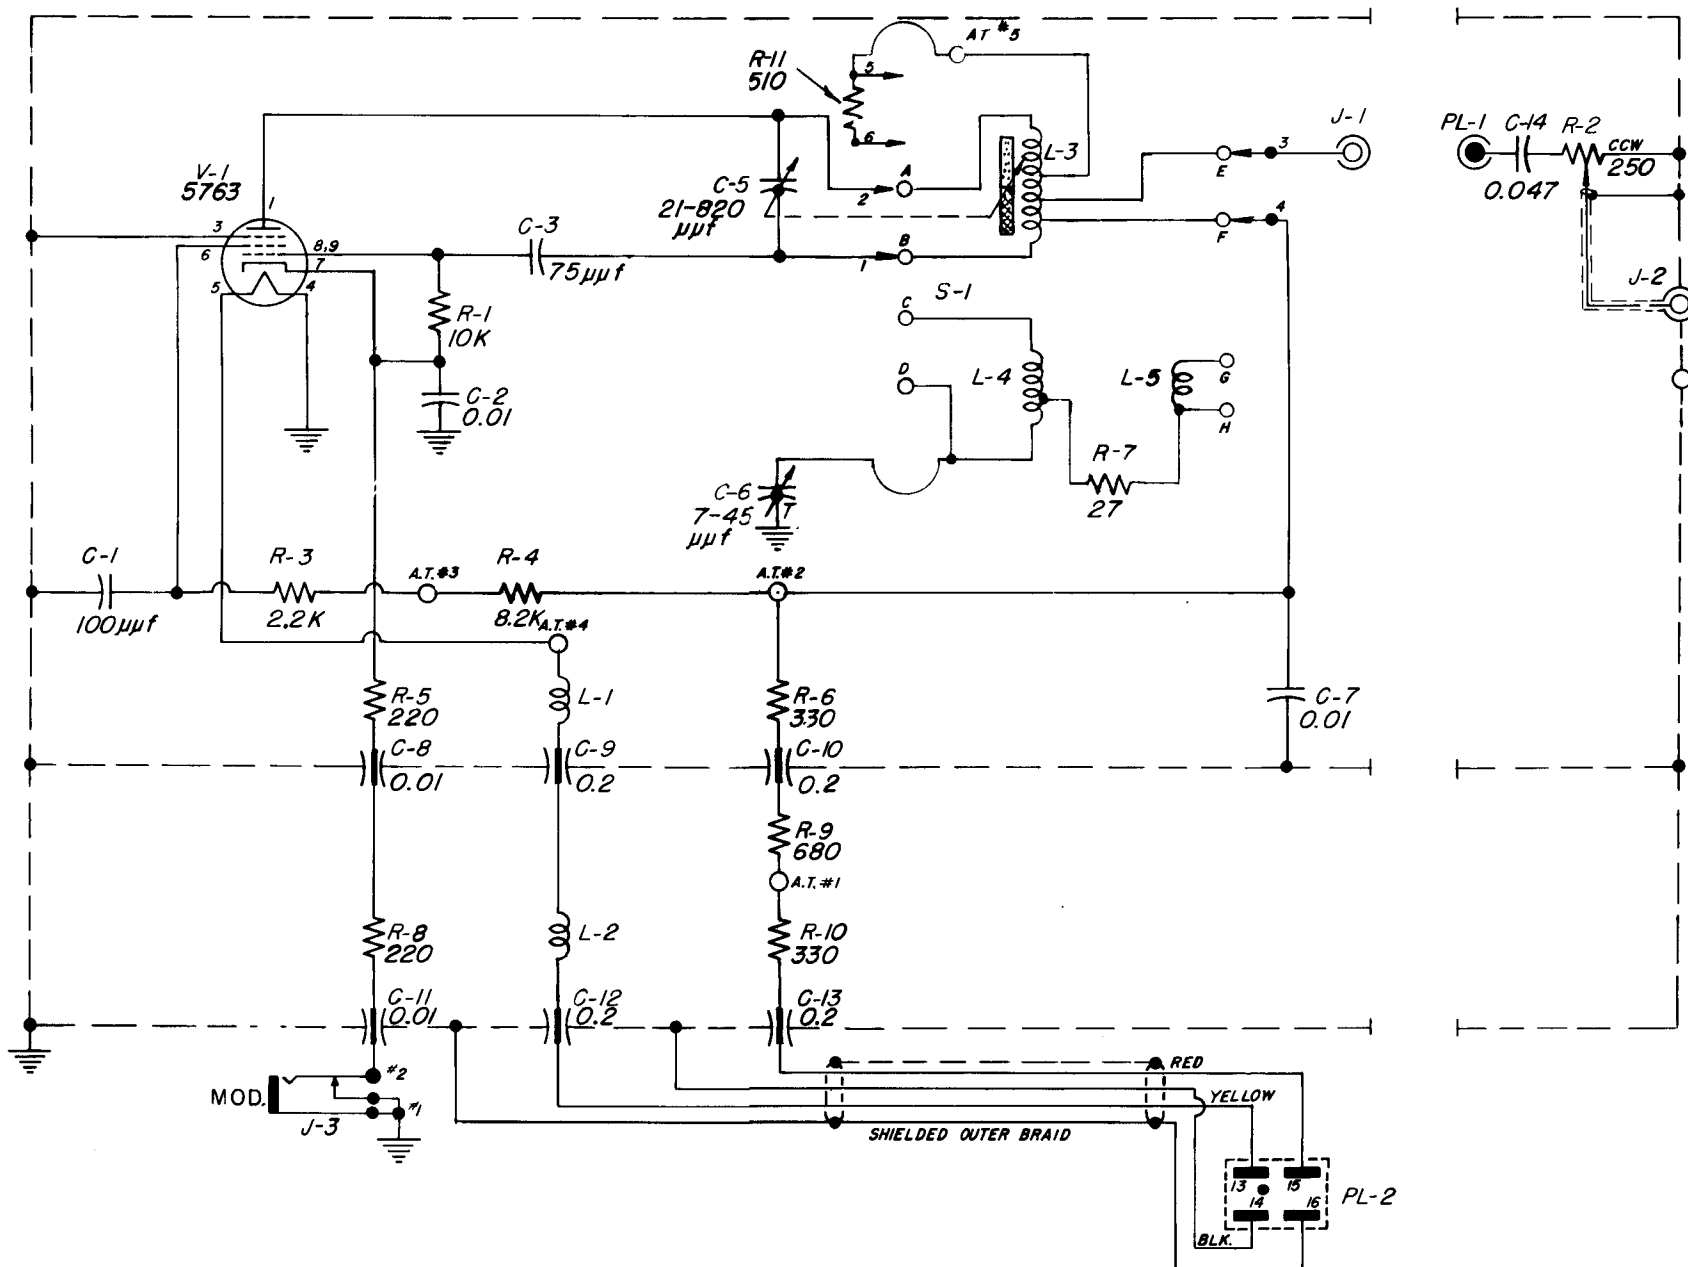 AT #5
R-11
510
5
6
V-1
5763
1
3
6
8,9
7
5
4
C-3
75μμf
C-5
21-820
μμf
A
2
B
1
L-3
E
3
F
4
J-1
PL-1
C-14
R-2
CCW
250
0.047
J-2
R-1
10K
C-2
0.01
S-1
C
D
L-4
L-5
G
H
R-7
27
C-6
7-45
μμf
T
C-1
100μμf
R-3
2.2K
A.T.#3
R-4
8.2K
A.T.#4
A.T.#2
R-5
220
L-1
R-6
330
C-7
0.01
C-8
0.01
C-9
0.2
C-10
0.2
R-9
680
A.T.#1
R-8
220
L-2
R-10
330
C-11
0.01
C-12
0.2
C-13
0.2
MOD.
J-3
#2
#1
RED
YELLOW
SHIELDED OUTER BRAID
13
15
14
16
PL-2
BLK.